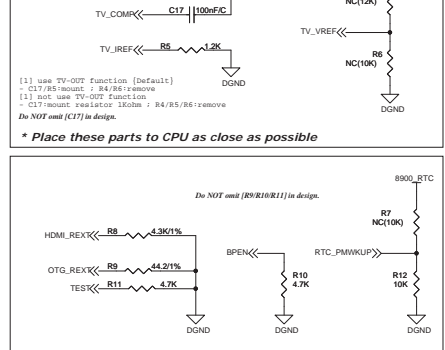 NC(12K)
TV_COMP C17 100nF/C
TV_VREF
TV_IREF R5 1.2K
R6
NC(10K)
DGND
DGND
[1] use TV-OUT function {Default}
- C17/R5:mount ; R4/R6:remove
[1] not use TV-OUT function
- C17:mount resistor 1Kohm ; R4/R5/R6:remove
Do NOT omit [C17] in design.
* Place these parts to CPU as close as possible
8900_RTC
Do NOT omit [R9/R10/R11] in design.
R7
NC(10K)
HDMI_REXT R8 4.3K/1%
BPEN
RTC_PMWKUP
OTG_REXT R9 44.2/1%
TEST R11 4.7K
R10
4.7K
R12
10K
DGND
DGND
DGND